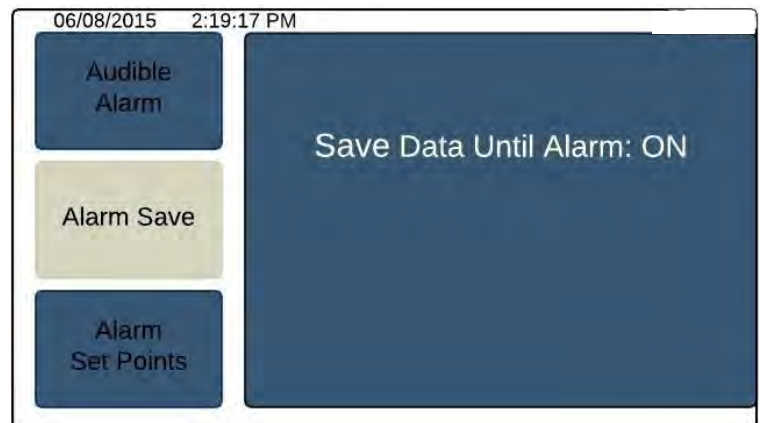 06/08/2015 2:19:17 PM
Audible
Alarm
Save Data Until Alarm: ON
Alarm Save
Alarm
Set Points